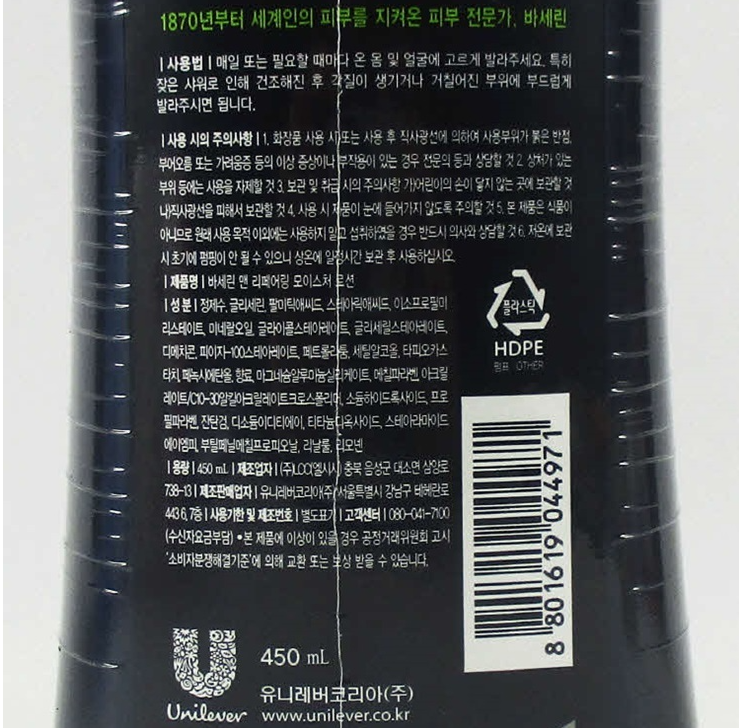 1870년부터 세계인의 피부를 지켜온 피부 전문가, 바세린
| 사용법 | 매일 또는 필요할 때마다 온 몸 및 얼굴에 고르게 발라주세요. 특히
잦은 샤워로 인해 건조해진 후 각질이 생기거나 거칠어진 부위에 부드럽게
발라주시면 됩니다.
| 사용 시의 주의사항 | 1. 화장품 사용 시 또는 사용 후 직사광선에 의하여 사용부위가 붉은 반점,
부어오름 또는 가려움증 등의 이상 증상이나 부작용이 있는 경우 전문의 등과 상담할 것 2. 상처가 있는
부위 등에는 사용을 자제할 것 3. 보관 및 취급 시의 주의사항 가)어린이의 손이 닿지 않는 곳에 보관할 것
나)직사광선을 피해서 보관할 것 4. 사용 시 제품이 눈에 들어가지 않도록 주의할 것 5. 본 제품은 식품이
아니므로 원래 사용 목적 이외에는 사용하지 말고 섭취하였을 경우 반드시 의사와 상담할 것 6. 저온에 보관
시 초기에 펌핑이 안 될 수 있으니 상온에 일정시간 보관 후 사용하십시오.
| 제품명 | 바세린 맨 리페어링 모이스처 로션
| 성 분 | 정제수, 글리세린, 팔미틱애씨드, 스테아릭애씨드, 이소프로필미
리스테이트, 미네랄오일, 글라이콜스테아레이트, 글리세릴스테아레이트,
디메치콘, 피이지-100스테아레이트, 페트롤라툼, 세틸알코올, 타피오카스
타치, 페녹시에탄올, 향료, 마그네슘알루미늄실리케이트, 메칠파라벤, 아크릴
레이트/C10-30알킬아크릴레이트크로스폴리머, 소듐하이드록사이드, 프로
필파라벤, 잔탄검, 디소듐이디티에이, 티타늄디옥사이드, 스테아라마이드
에이엠피, 부틸페닐메칠프로피오날, 리날룰, 리모넨
| 용량 | 450 mL | 제조업자 | (주)LCC(엘시시) 충북 음성군 대소면 삼양로
738-13 | 제조판매업자 | 유니레버코리아(주) 서울특별시 강남구 테헤란로
443 6, 7층 | 사용기한 및 제조번호 | 별도표기 | 고객센터 | 080-041-7100
(수신자요금부담) • 본 제품에 이상이 있을 경우 공정거래위원회 고시
'소비자분쟁해결기준'에 의해 교환 또는 보상 받을 수 있습니다.
플라스틱
HDPE
펌프 OTHER
8 801619 044971
450 mL
유니레버코리아(주)
Unilever
www.unilever.co.kr